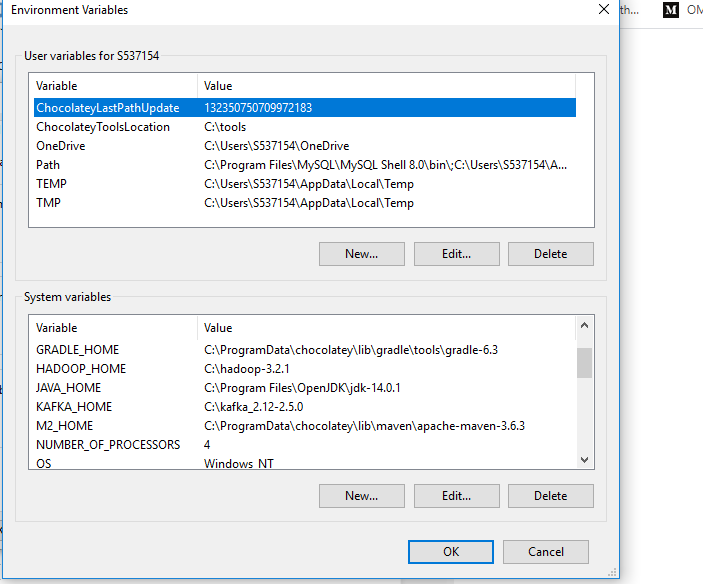 Environment Variables
th...
M
OM
User variables for S537154
Variable Value
ChocolateyLastPathUpdate 132350750709972183
ChocolateyToolsLocation C:\tools
OneDrive C:\Users\S537154\OneDrive
Path C:\Program Files\MySQL\MySQL Shell 8.0\bin\;C:\Users\S537154\A...
TEMP C:\Users\S537154\AppData\Local\Temp
TMP C:\Users\S537154\AppData\Local\Temp
New... Edit... Delete
System variables
Variable Value
GRADLE_HOME C:\ProgramData\chocolatey\lib\gradle\tools\gradle-6.3
HADOOP_HOME C:\hadoop-3.2.1
JAVA_HOME C:\Program Files\OpenJDK\jdk-14.0.1
KAFKA_HOME C:\kafka_2.12-2.5.0
M2_HOME C:\ProgramData\chocolatey\lib\maven\apache-maven-3.6.3
NUMBER_OF_PROCESSORS 4
OS Windows_NT
New... Edit... Delete
OK Cancel